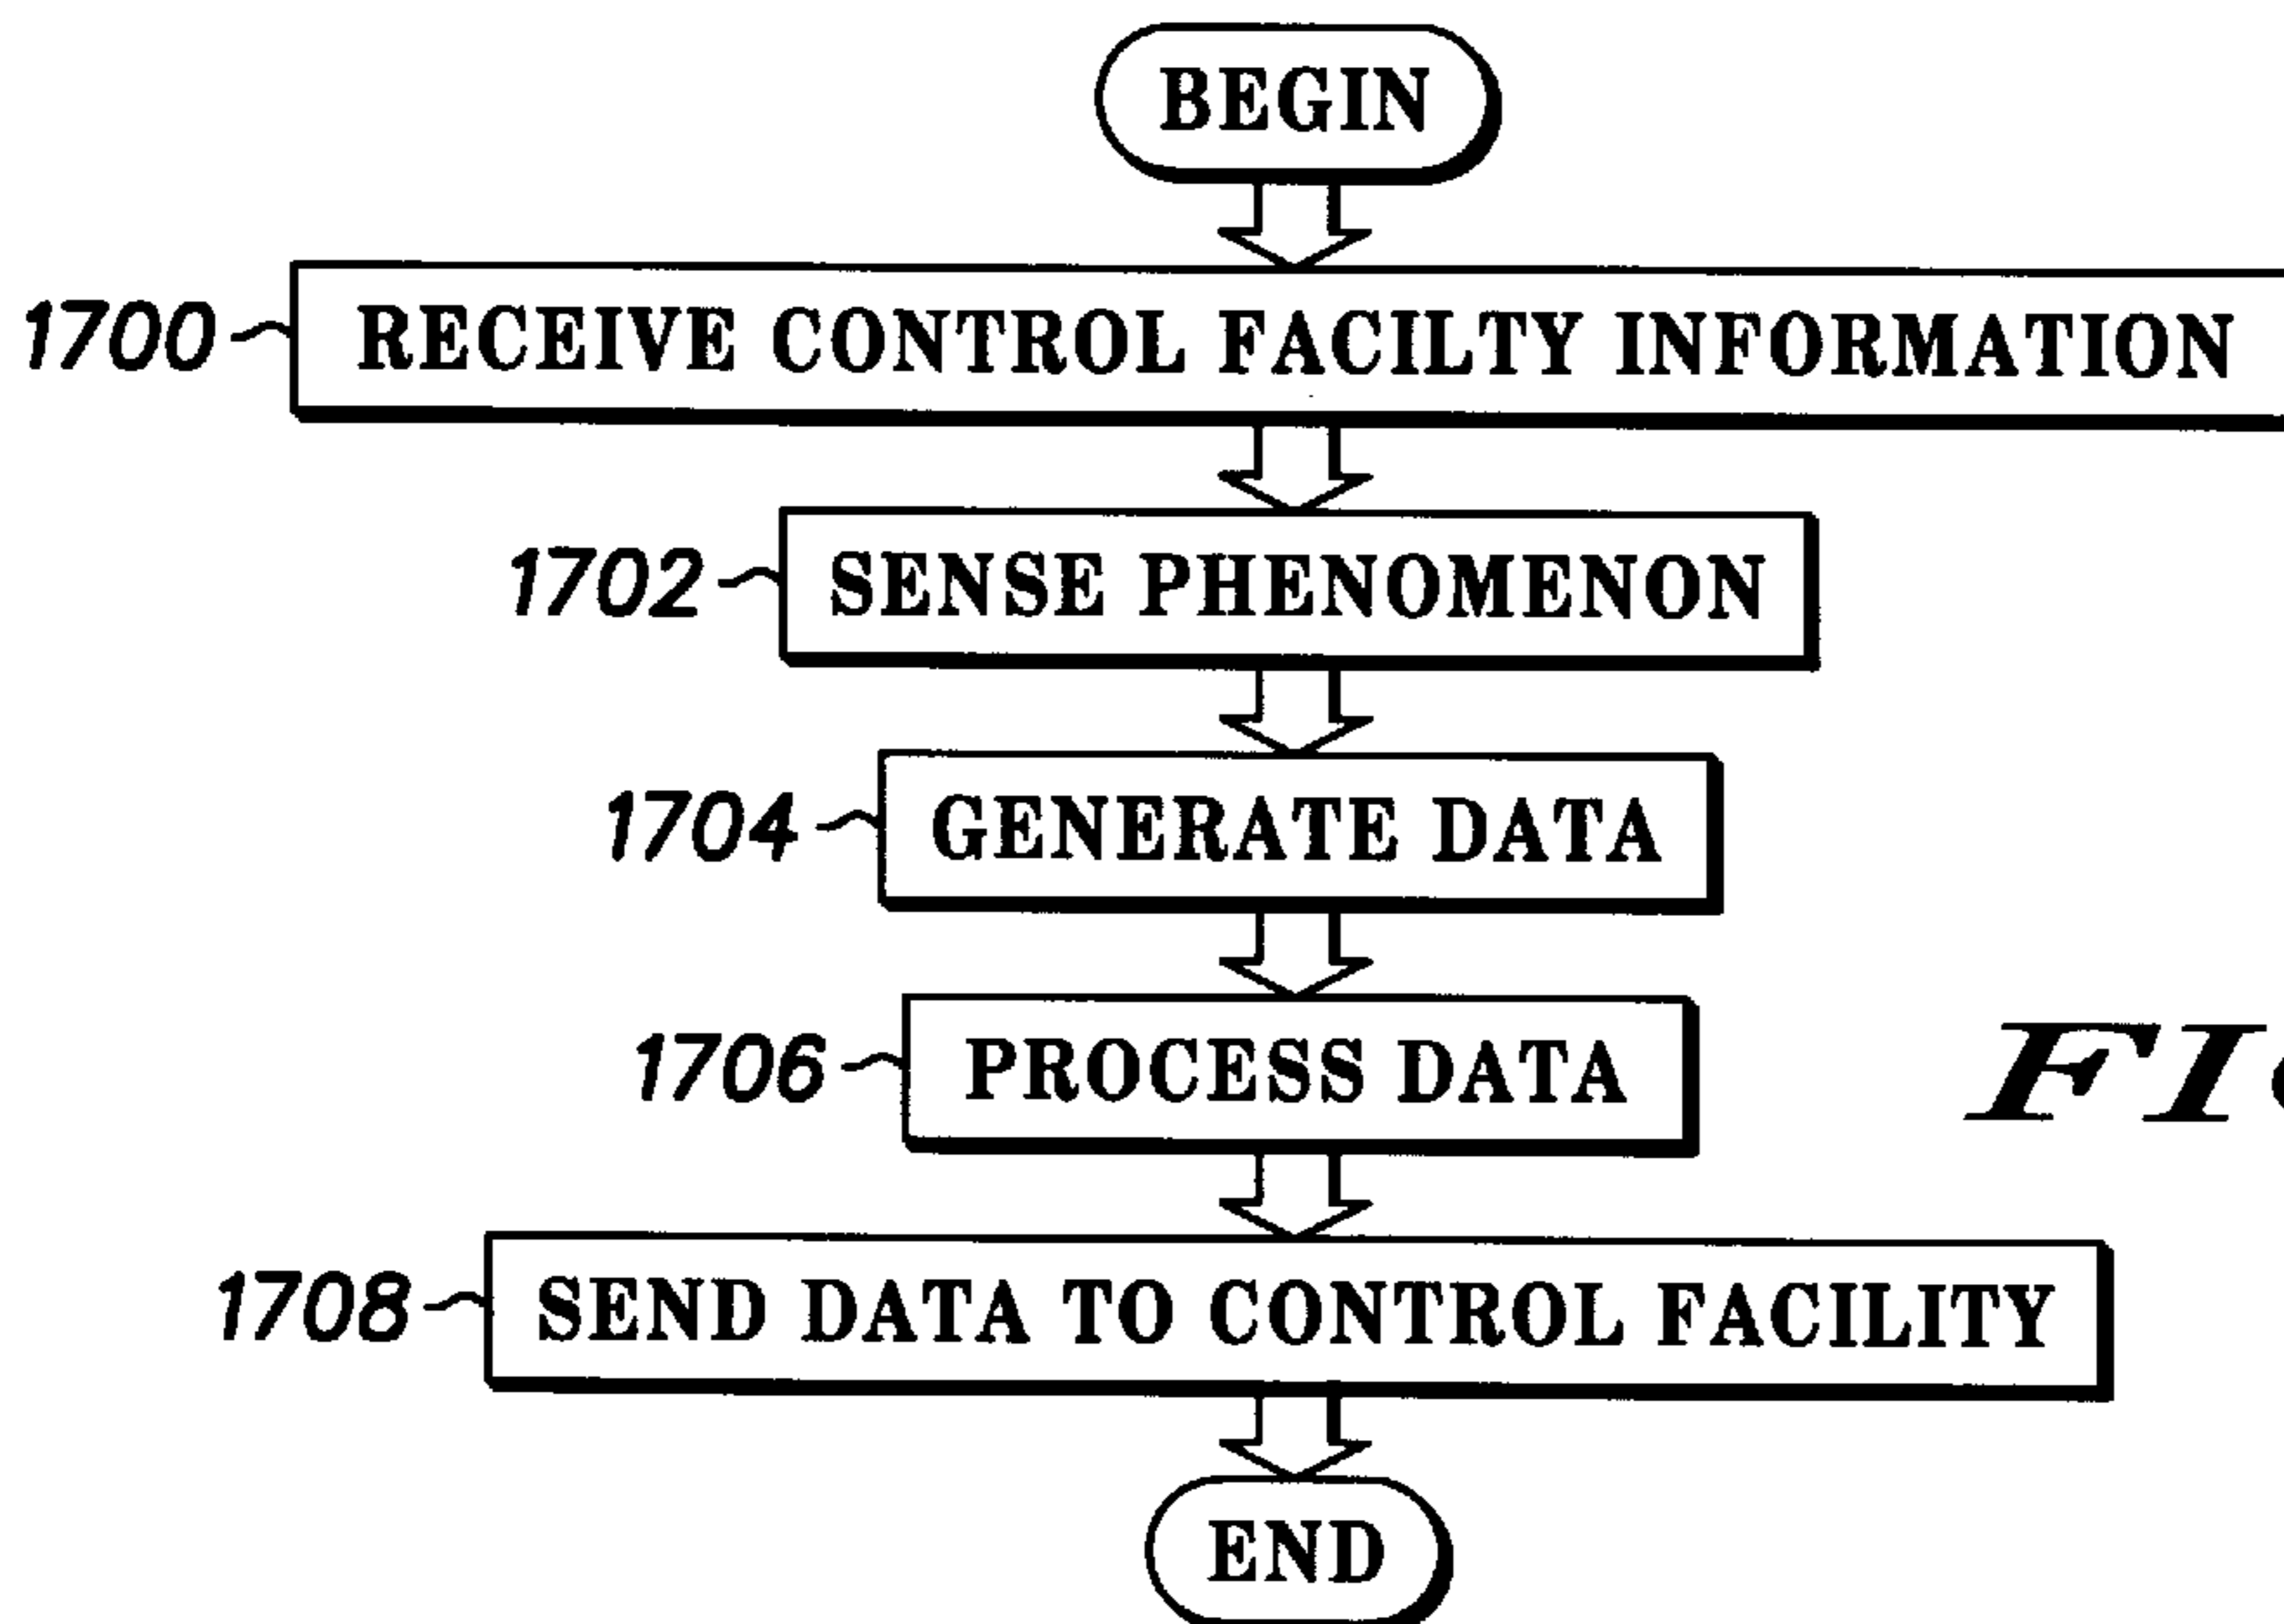 BEGIN
1700 RECEIVE CONTROL FACILTY INFORMATION
1702 SENSE PHENOMENON
1704 GENERATE DATA
1706 PROCESS DATA
1708 SEND DATA TO CONTROL FACILITY
END